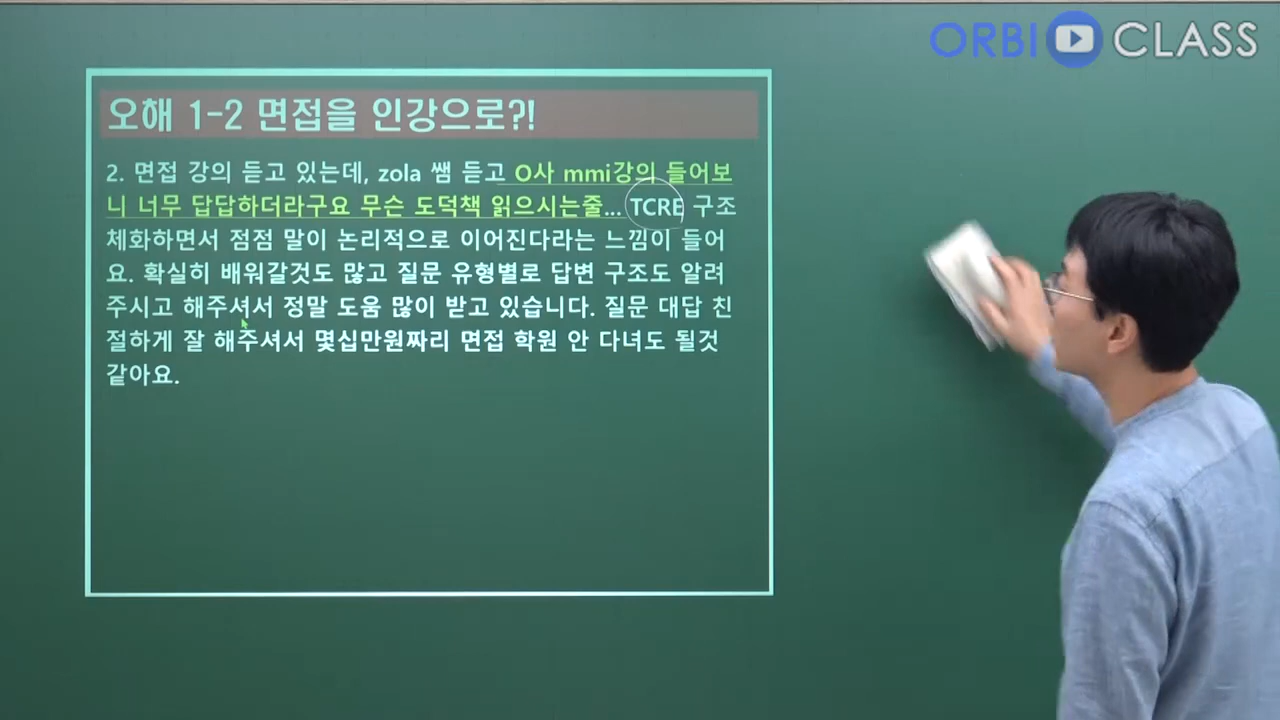 ORBI CLASS
오해 1-2 면접을 인강으로?!
2. 면접 강의 듣고 있는데, zola 쌤 듣고 O사 mmi강의 들어보
니 너무 답답하더라구요 무슨 도덕책 읽으시는줄... TCRE 구조
체화하면서 점점 말이 논리적으로 이어진다라는 느낌이 들어
요. 확실히 배워갈것도 많고 질문 유형별로 답변 구조도 알려
주시고 해주셔서 정말 도움 많이 받고 있습니다. 질문 대답 친
절하게 잘 해주셔서 몇십만원짜리 면접 학원 안 다녀도 될것
같아요.